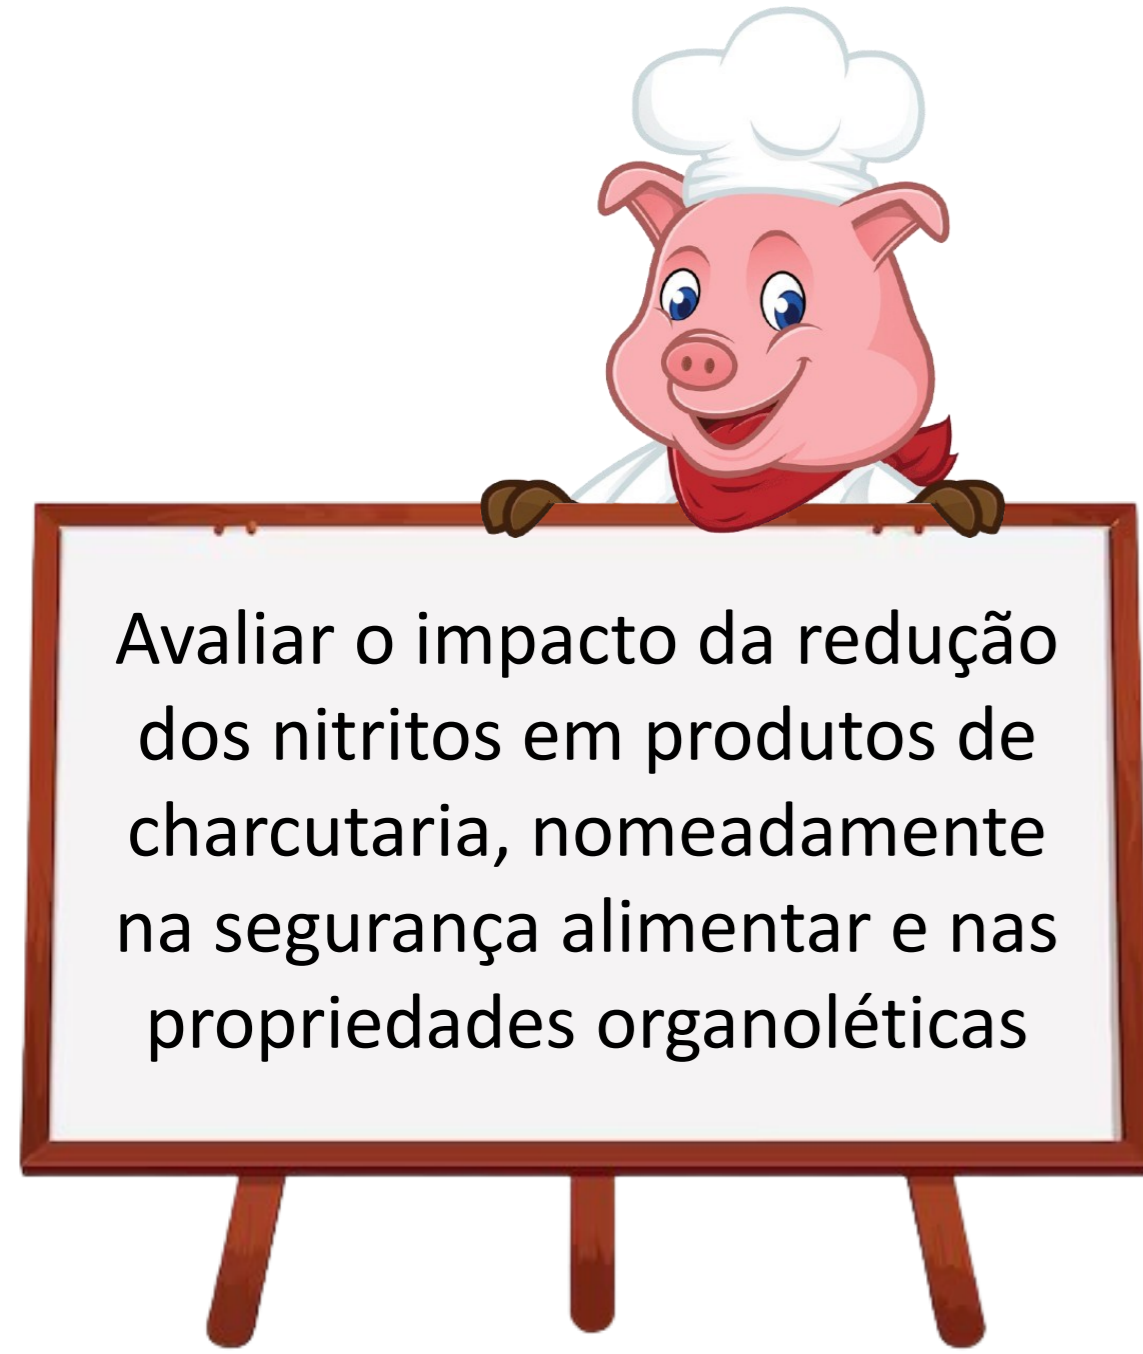 Avaliar o impacto da redução
dos nitritos em produtos de
charcutaria, nomeadamente
na segurança alimentar e nas
propriedades organoléticas